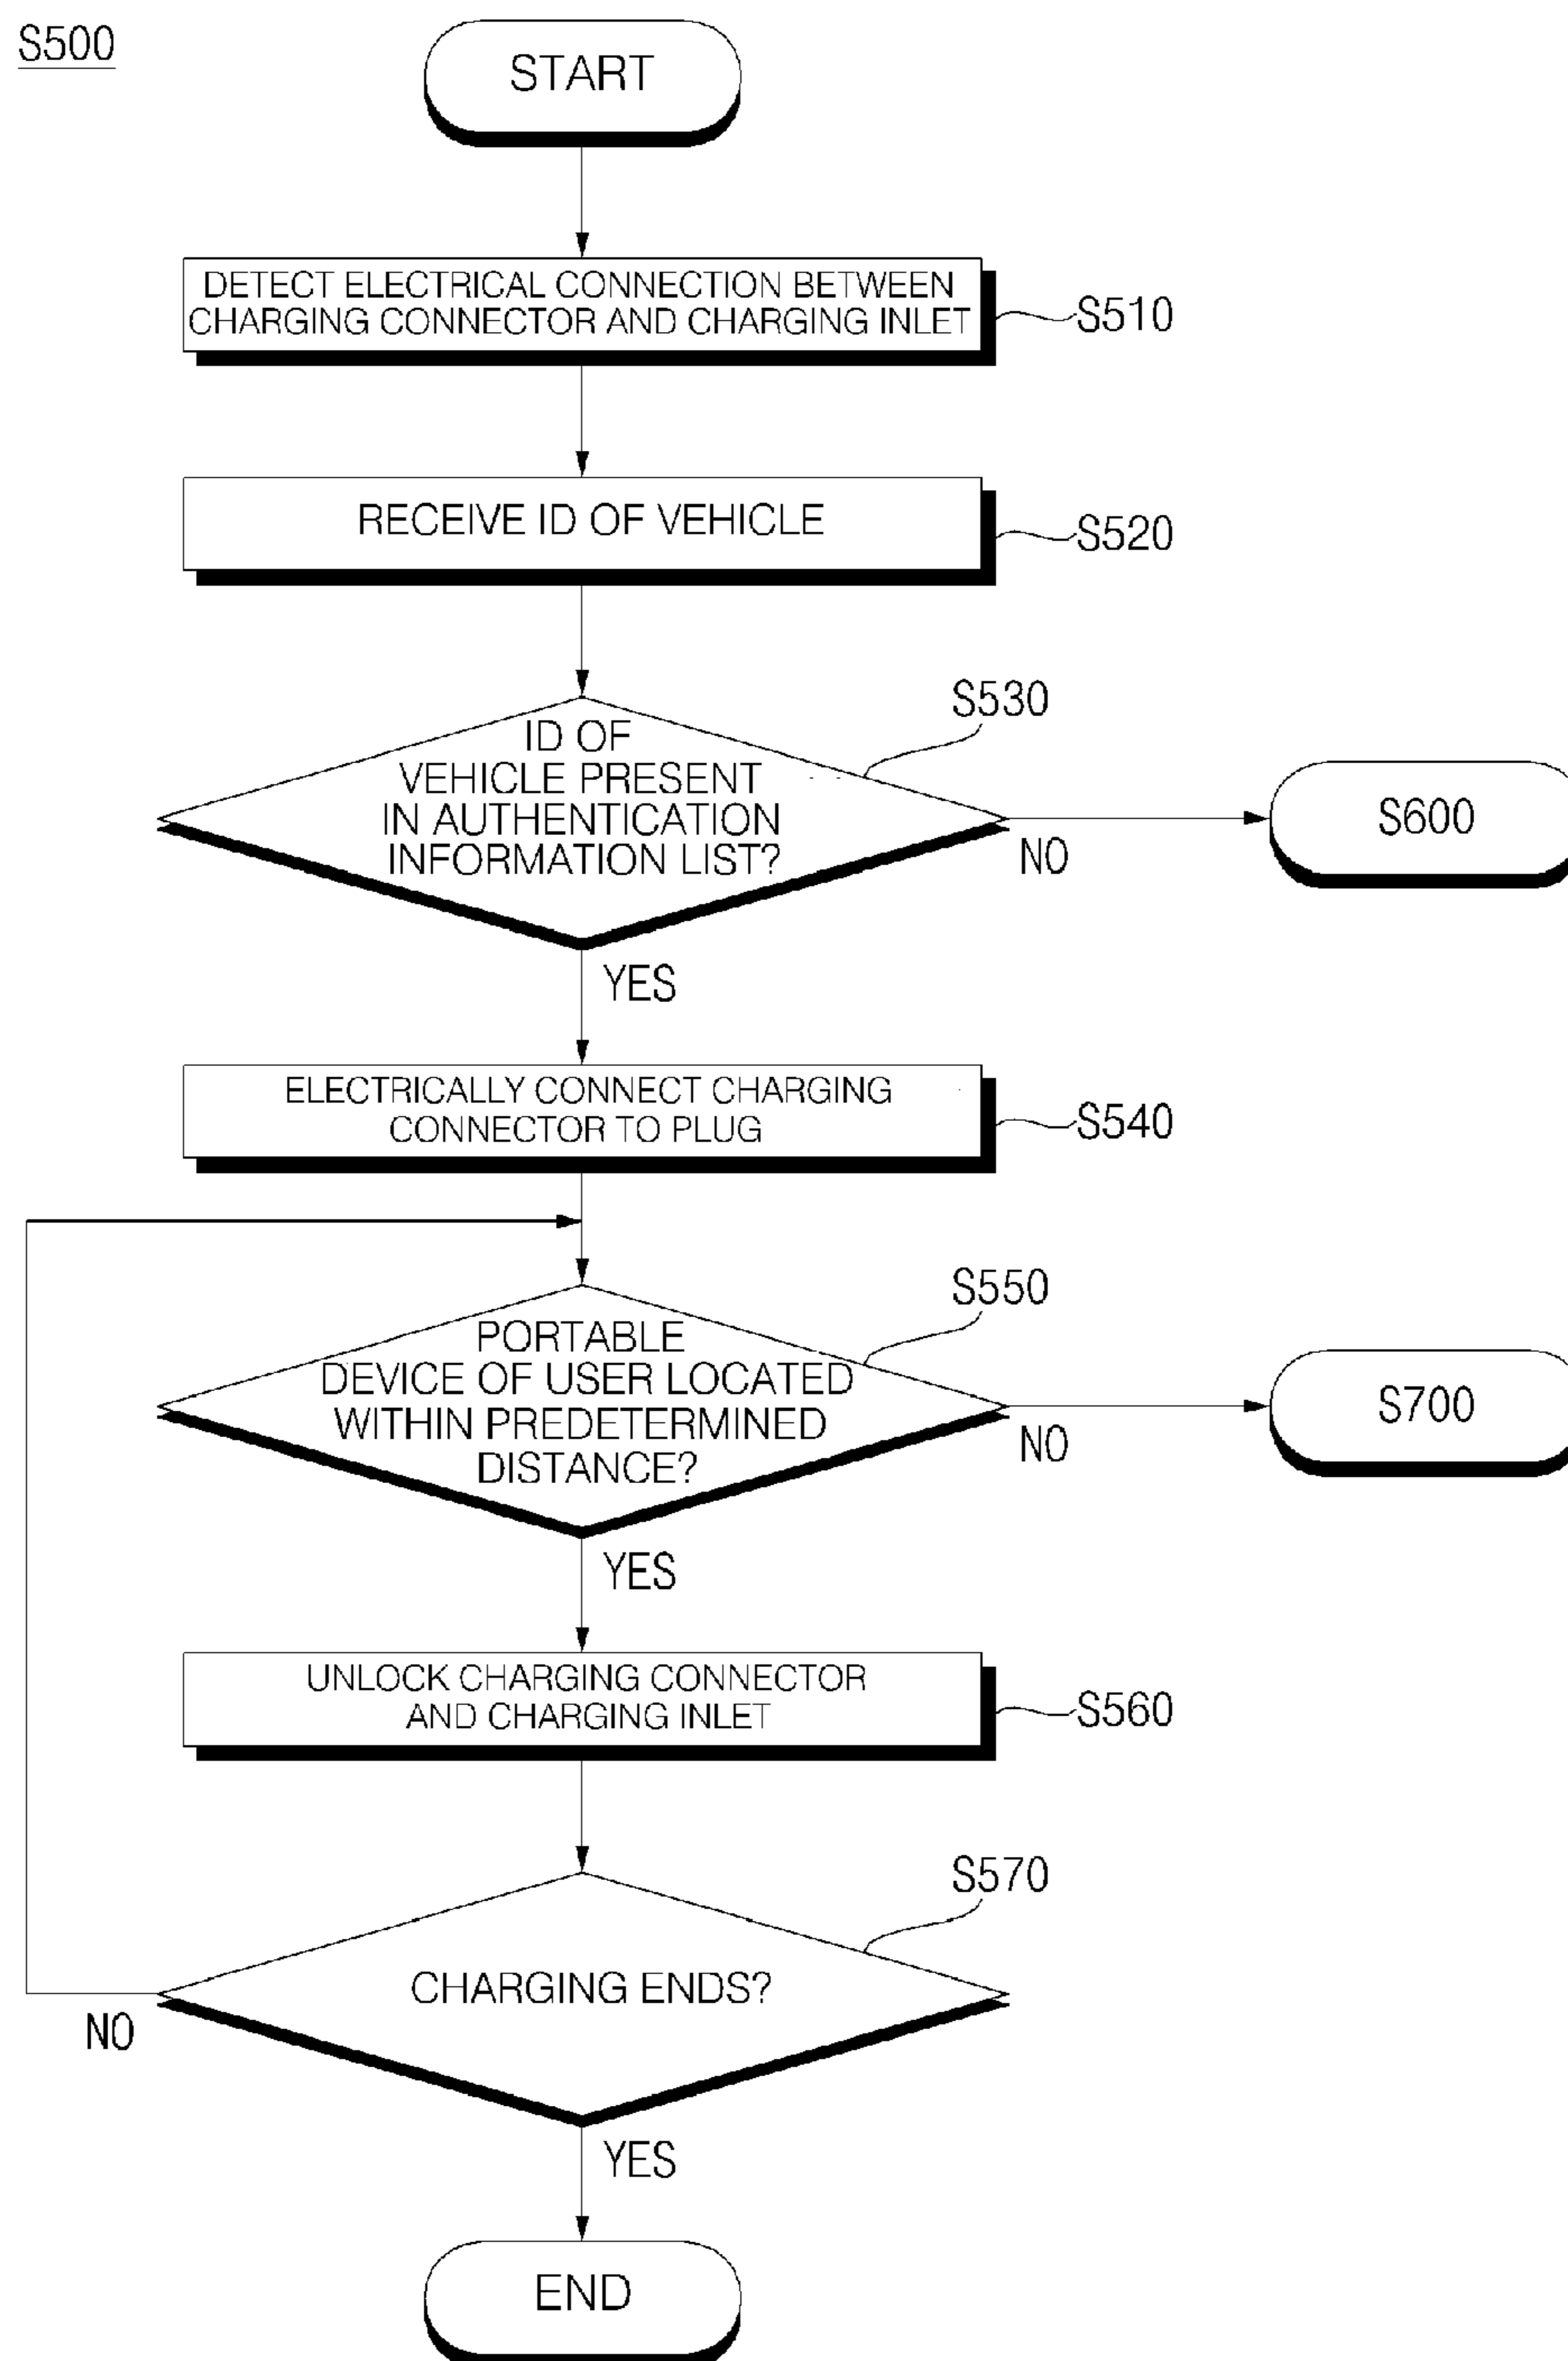 S500
START
DETECT ELECTRICAL CONNECTION BETWEEN
CHARGING CONNECTOR AND CHARGING INLET
S510
RECEIVE ID OF VEHICLE
S520
S530
ID OF
VEHICLE PRESENT
IN AUTHENTICATION
INFORMATION LIST?
NO
S600
YES
ELECTRICALLY CONNECT CHARGING
CONNECTOR TO PLUG
S540
S550
PORTABLE
DEVICE OF USER LOCATED
WITHIN PREDETERMINED
DISTANCE?
NO
S700
YES
UNLOCK CHARGING CONNECTOR
AND CHARGING INLET
S560
S570
CHARGING ENDS?
NO
YES
END